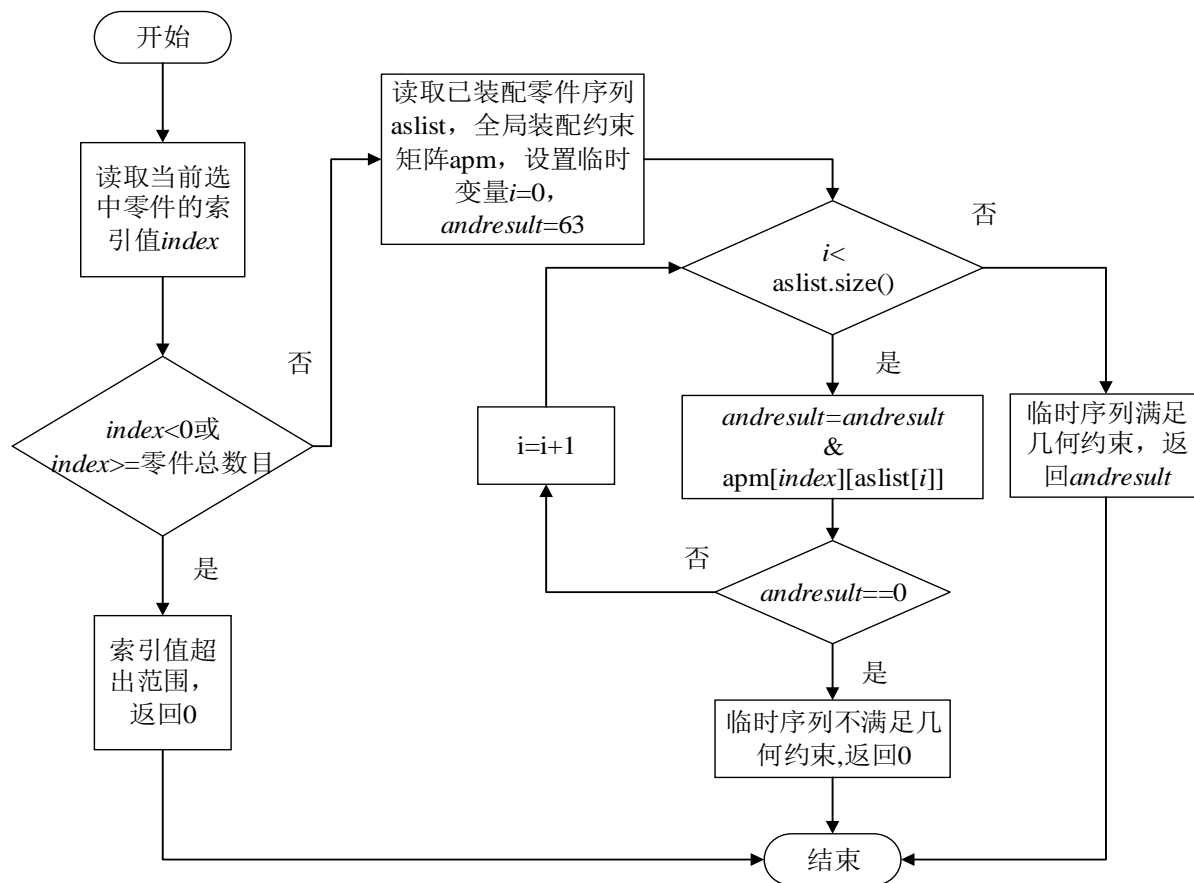 开始
读取当前选
中零件的索
引值index
index<0或
index>=零件总数目
是
否
索引值超
出范围，
返回0
读取已装配零件序列
aslist，全局装配约束
矩阵apm，设置临时
变量i=0，
andresult=63
i<
aslist.size()
否
是
andresult=andresult
&
apm[index][aslist[i]]
i=i+1
否
andresult==0
是
临时序列不满足几
何约束,返回0
临时序列满足
几何约束，返
回andresult
结束